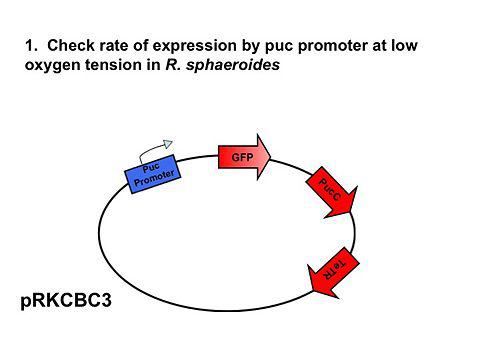 1. Check rate of expression by puc promoter at low
oxygen tension in R. sphaeroides
Puc
Promoter
GFP
PucC
TeTR
pRKCBC3